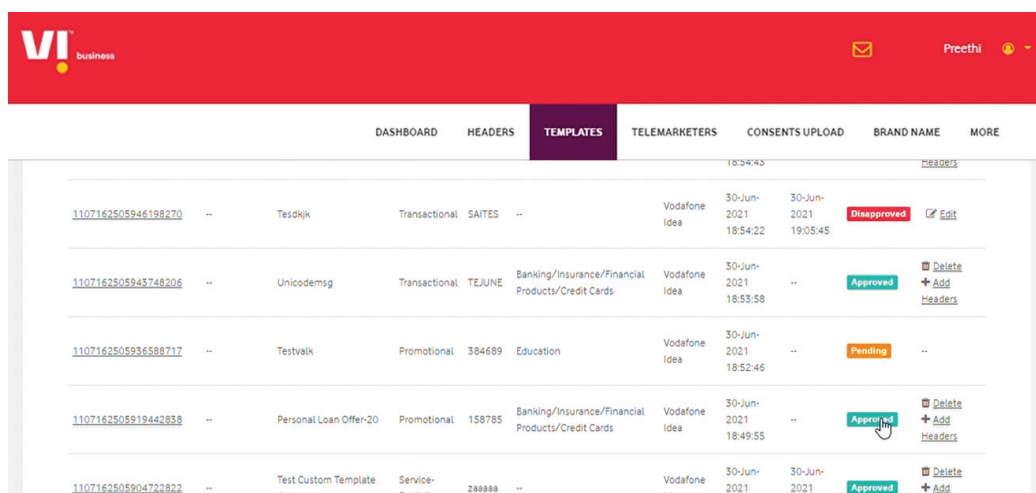 VI™ business
Preethi
DASHBOARD HEADERS TEMPLATES TELEMARKETERS CONSENTS UPLOAD BRAND NAME MORE
18:54:43 Headers
1107162505946198270 -- Tesdkjk Transactional SAITES -- Vodafone Idea 30-Jun-2021 18:54:22 30-Jun-2021 19:05:45 Disapproved Edit
1107162505943748206 -- Unicodemsg Transactional TEJUNE Banking/Insurance/Financial Products/Credit Cards Vodafone Idea 30-Jun-2021 18:53:58 -- Approved Delete + Add Headers
1107162505936588717 -- Testvalk Promotional 384689 Education Vodafone Idea 30-Jun-2021 18:52:46 -- Pending --
1107162505919442838 -- Personal Loan Offer-20 Promotional 158785 Banking/Insurance/Financial Products/Credit Cards Vodafone Idea 30-Jun-2021 18:49:55 -- Approved Delete + Add Headers
1107162505904722822 -- Test Custom Template Service- zaaaaa -- Vodafone Idea 30-Jun-2021 30-Jun-2021 Approved Delete + Add